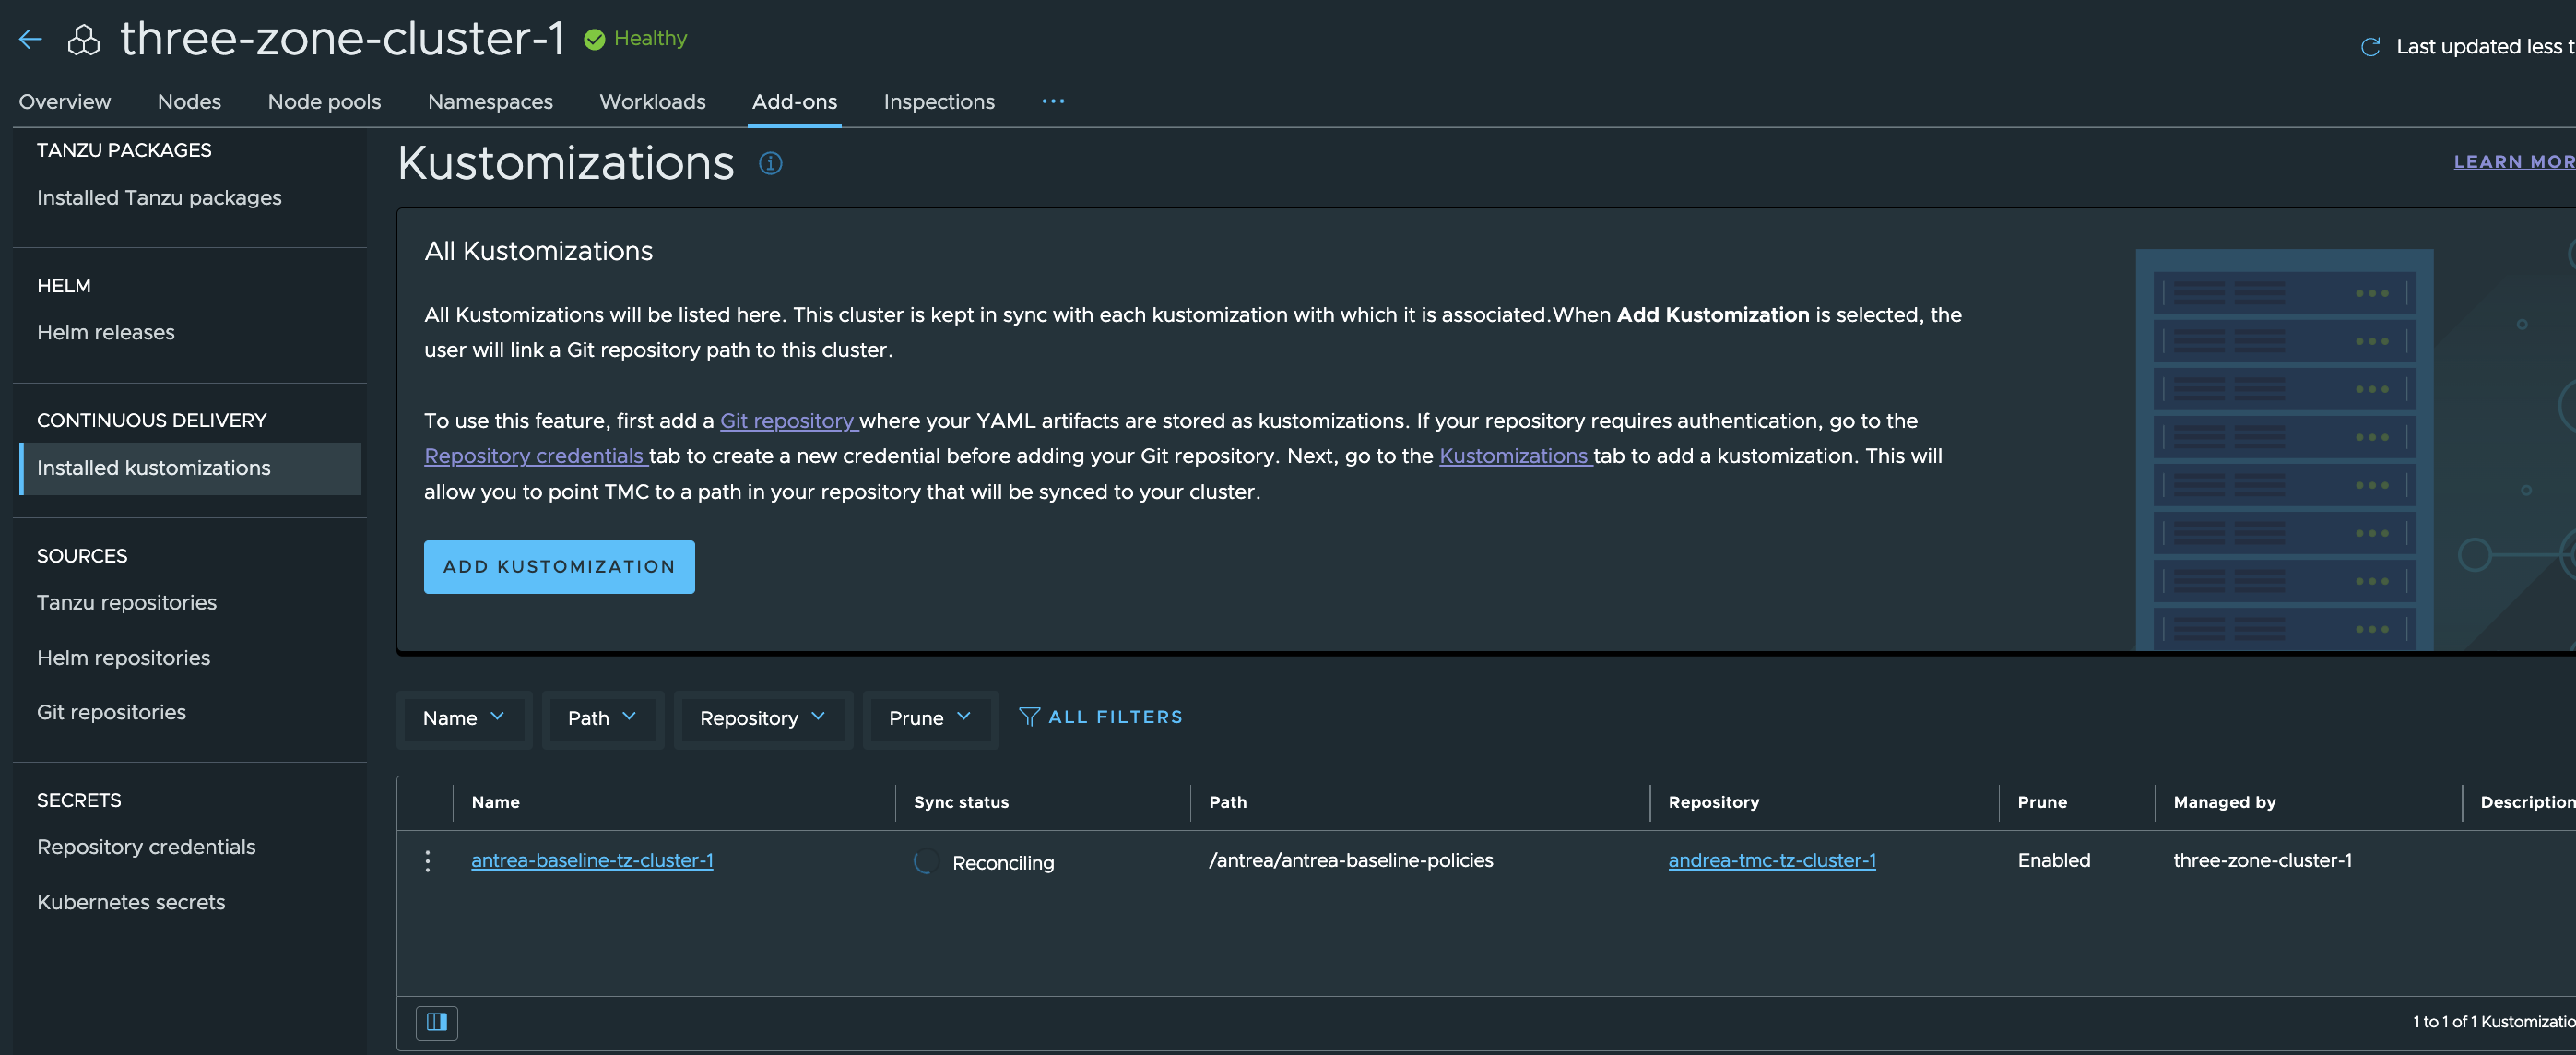 three-zone-cluster-1 Healthy
Last updated less t
Overview Nodes Node pools Namespaces Workloads Add-ons Inspections
TANZU PACKAGES
Installed Tanzu packages
HELM
Helm releases
CONTINUOUS DELIVERY
Installed kustomizations
SOURCES
Tanzu repositories
Helm repositories
Git repositories
SECRETS
Repository credentials
Kubernetes secrets
Kustomizations
LEARN MOR
All Kustomizations
All Kustomizations will be listed here. This cluster is kept in sync with each kustomization with which it is associated.When Add Kustomization is selected, the
user will link a Git repository path to this cluster.
To use this feature, first add a Git repository where your YAML artifacts are stored as kustomizations. If your repository requires authentication, go to the
Repository credentials tab to create a new credential before adding your Git repository. Next, go to the Kustomizations tab to add a kustomization. This will
allow you to point TMC to a path in your repository that will be synced to your cluster.
ADD KUSTOMIZATION
Name Path Repository Prune ALL FILTERS
Name Sync status Path Repository Prune Managed by Description
antrea-baseline-tz-cluster-1 Reconciling /antrea/antrea-baseline-policies andrea-tmc-tz-cluster-1 Enabled three-zone-cluster-1
1 to 1 of 1 Kustomizatio